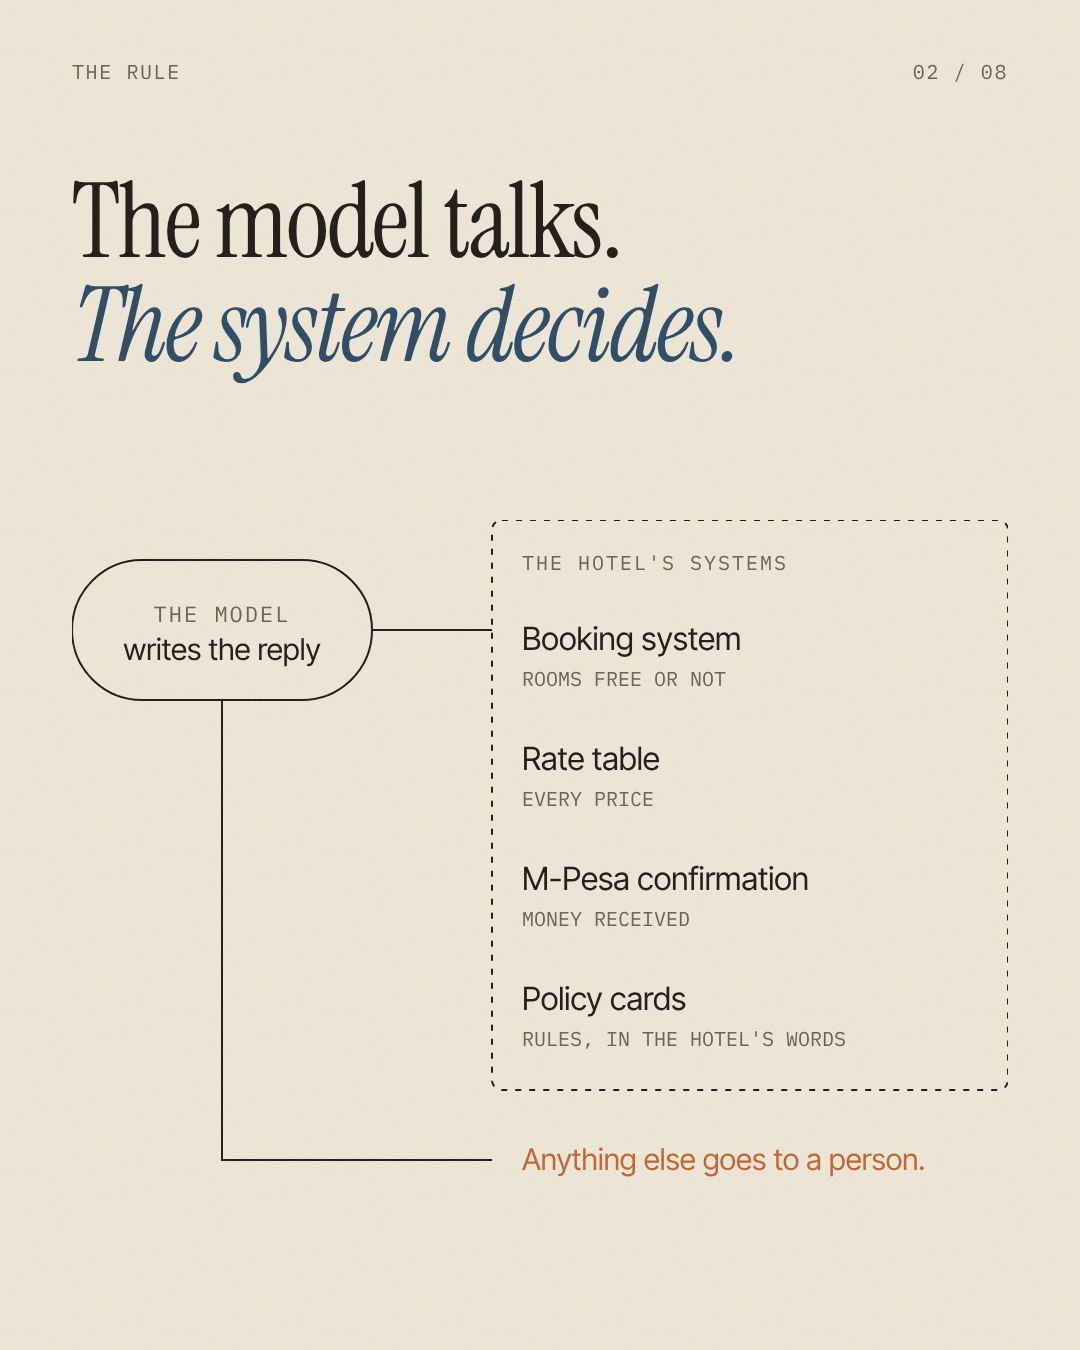 THE RULE
02 / 08
The model talks.
The system decides.
THE MODEL
writes the reply
THE HOTEL'S SYSTEMS
Booking system
ROOMS FREE OR NOT
Rate table
EVERY PRICE
M-Pesa confirmation
MONEY RECEIVED
Policy cards
RULES, IN THE HOTEL'S WORDS
Anything else goes to a person.